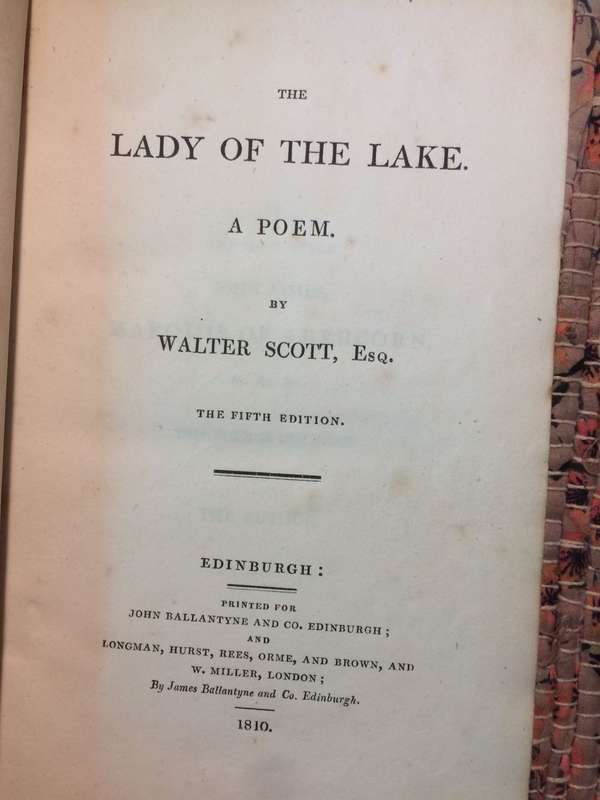 THE
LADY OF THE LAKE.
A POEM.
BY
WALTER SCOTT, Esq.
THE FIFTH EDITION.
EDINBURGH:
PRINTED FOR
JOHN BALLANTYNE AND CO. EDINBURGH;
AND
LONGMAN, HURST, REES, ORME, AND BROWN, AND
W. MILLER, LONDON;
By James Ballantyne and Co. Edinburgh.
1810.